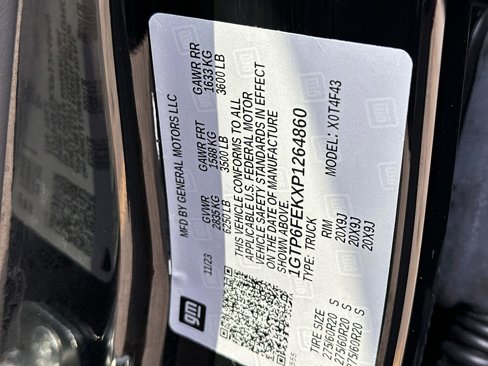 gm
MFD BY GENERAL MOTORS LLC
11/23
GVWR
2835 KG
6250 LB
GAWR FRT
1588 KG
3500 LB
GAWR RR
1633 KG
3600 LB
THIS VEHICLE CONFORMS TO ALL
APPLICABLE U.S. FEDERAL MOTOR
VEHICLE SAFETY STANDARDS IN EFFECT
ON THE DATE OF MANUFACTURE
SHOWN ABOVE.
1GTP6FEKXP1264860
TYPE: TRUCK
MODEL: X0T4F43
TIRE SIZE
RIM
275/60R20 S
20X9J
275/60R20 S
20X9J
275/60R20 S
20X9J